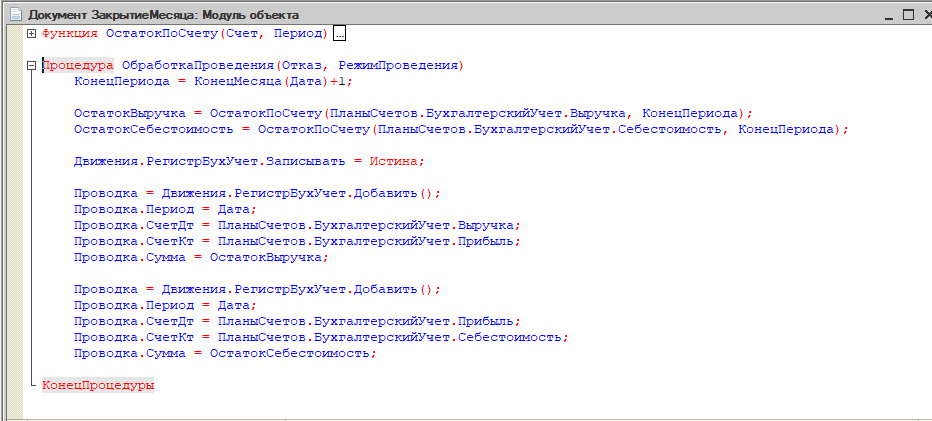 Документ ЗакрытиеМесяца: Модуль объекта
Функция ОстатокПоСчету(Счет, Период) ...
Процедура ОбработкаПроведения(Отказ, РежимПроведения)
КонецПериода = КонецМесяца(Дата)+1;
ОстатокВыручка = ОстатокПоСчету(ПланыСчетов.БухгалтерскийУчет.Выручка, КонецПериода);
ОстатокСебестоимость = ОстатокПоСчету(ПланыСчетов.БухгалтерскийУчет.Себестоимость, КонецПериода);
Движения.РегистрБухУчет.Записывать = Истина;
Проводка = Движения.РегистрБухУчет.Добавить();
Проводка.Период = Дата;
Проводка.СчетДт = ПланыСчетов.БухгалтерскийУчет.Выручка;
Проводка.СчетКт = ПланыСчетов.БухгалтерскийУчет.Прибыль;
Проводка.Сумма = ОстатокВыручка;
Проводка = Движения.РегистрБухУчет.Добавить();
Проводка.Период = Дата;
Проводка.СчетДт = ПланыСчетов.БухгалтерскийУчет.Прибыль;
Проводка.СчетКт = ПланыСчетов.БухгалтерскийУчет.Себестоимость;
Проводка.Сумма = ОстатокСебестоимость;
КонецПроцедуры